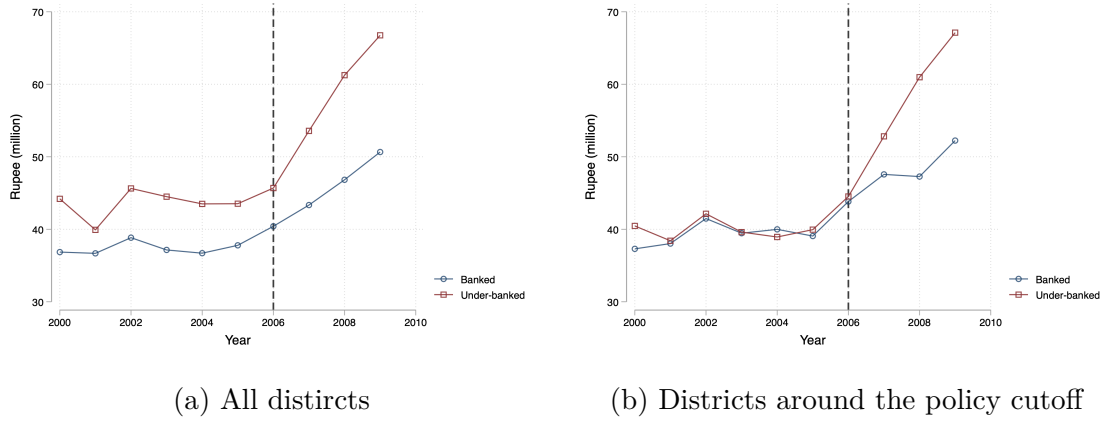 70
60
50
40
30
Rupee (million)
2000 2002 2004 2006 2008 2010
Year
Banked
Under-banked
(a) All distircts
70
60
50
40
30
Rupee (million)
2000 2002 2004 2006 2008 2010
Year
Banked
Under-banked
(b) Districts around the policy cutoff